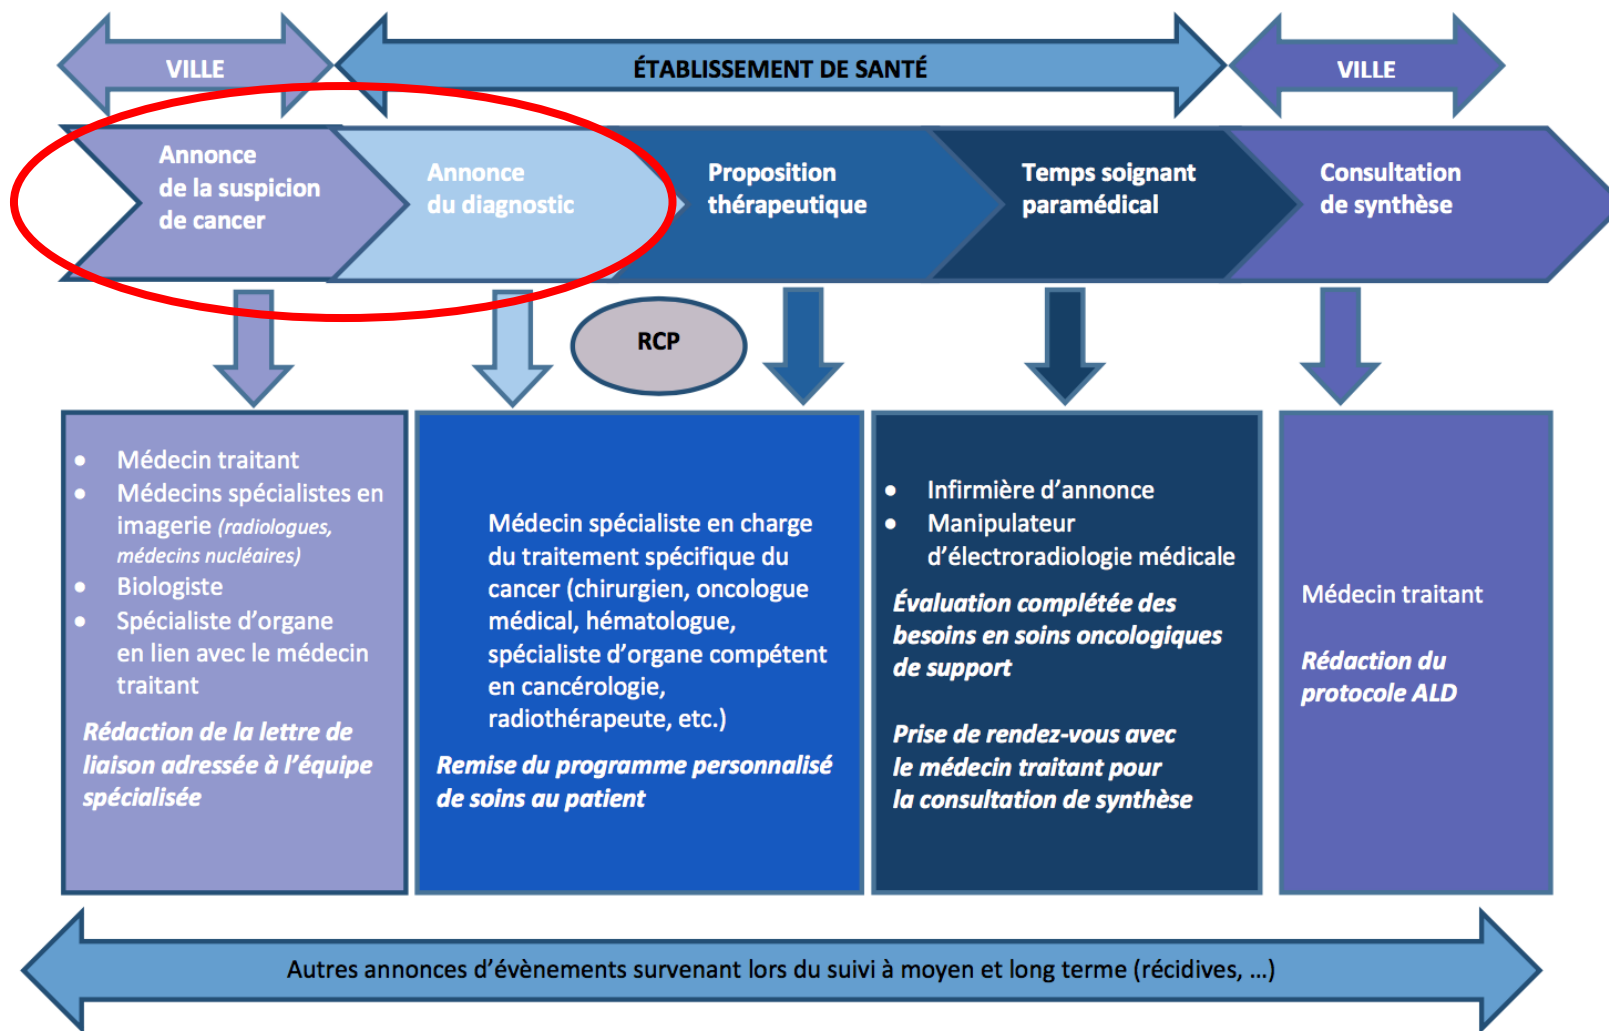 VILLE
ÉTABLISSEMENT DE SANTÉ
VILLE
Annonce
de la suspicion
de cancer
Annonce
du diagnostic
Proposition
thérapeutique
Temps soignant
paramédical
Consultation
de synthèse
RCP
• Médecin traitant
• Médecins spécialistes en
imagerie (radiologues,
médecins nucléaires)
• Biologiste
• Spécialiste d’organe
en lien avec le médecin
traitant
Rédaction de la lettre de
liaison adressée à l’équipe
spécialisée
Médecin spécialiste en charge
du traitement spécifique du
cancer (chirurgien, oncologue
médical, hématologue,
spécialiste d’organe compétent
en cancérologie,
radiothérapeute, etc.)
Remise du programme personnalisé
de soins au patient
• Infirmière d’annonce
• Manipulateur
d’électroradiologie médicale
Évaluation complétée des
besoins en soins oncologiques
de support
Prise de rendez-vous avec
le médecin traitant pour
la consultation de synthèse
Médecin traitant
Rédaction du
protocole ALD
Autres annonces d’évènements survenant lors du suivi à moyen et long terme (récidives, …)